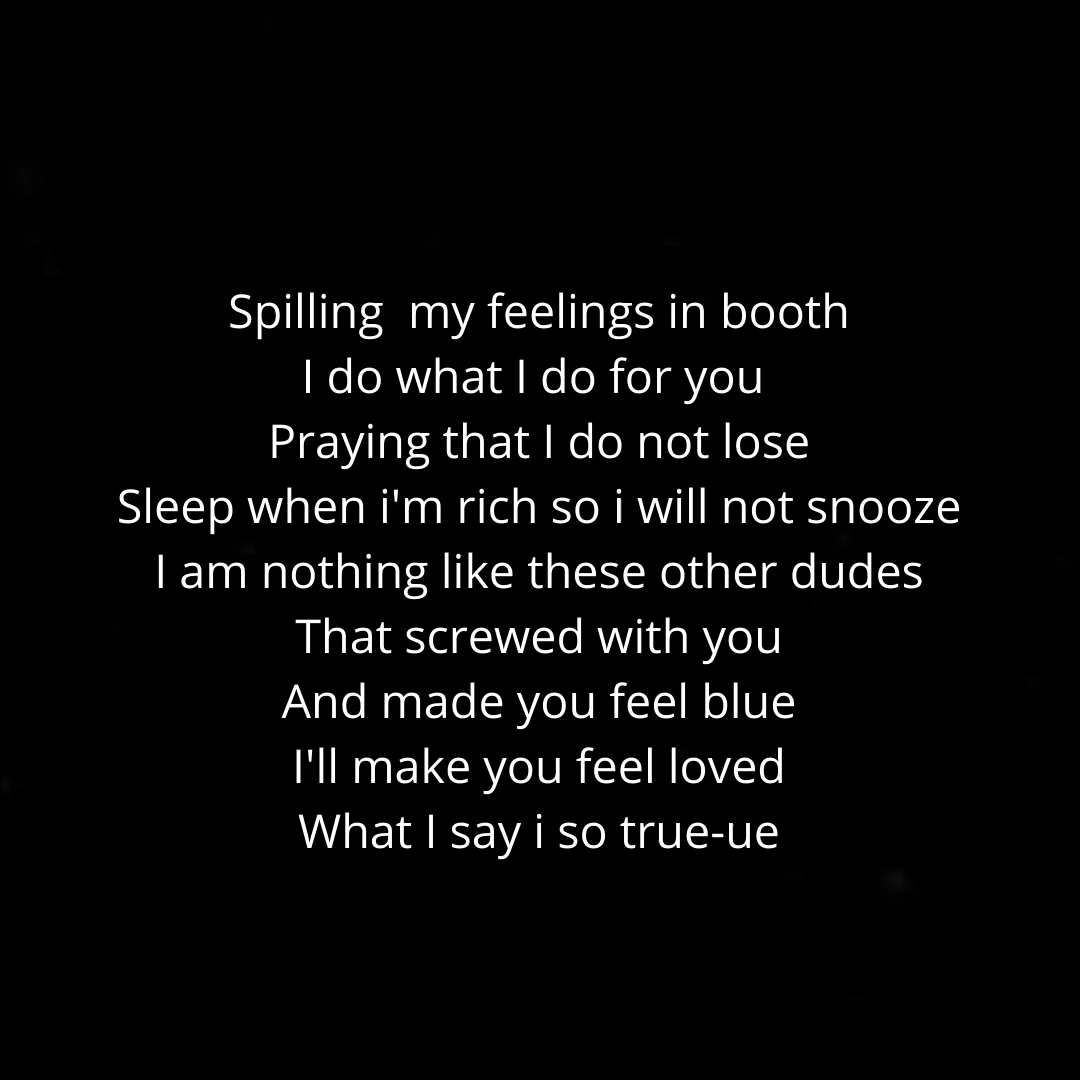 Spilling  my feelings in booth
I do what I do for you
Praying that I do not lose
Sleep when i'm rich so i will not snooze
I am nothing like these other dudes
That screwed with you
And made you feel blue
I'll make you feel loved
What I say i so true-ue